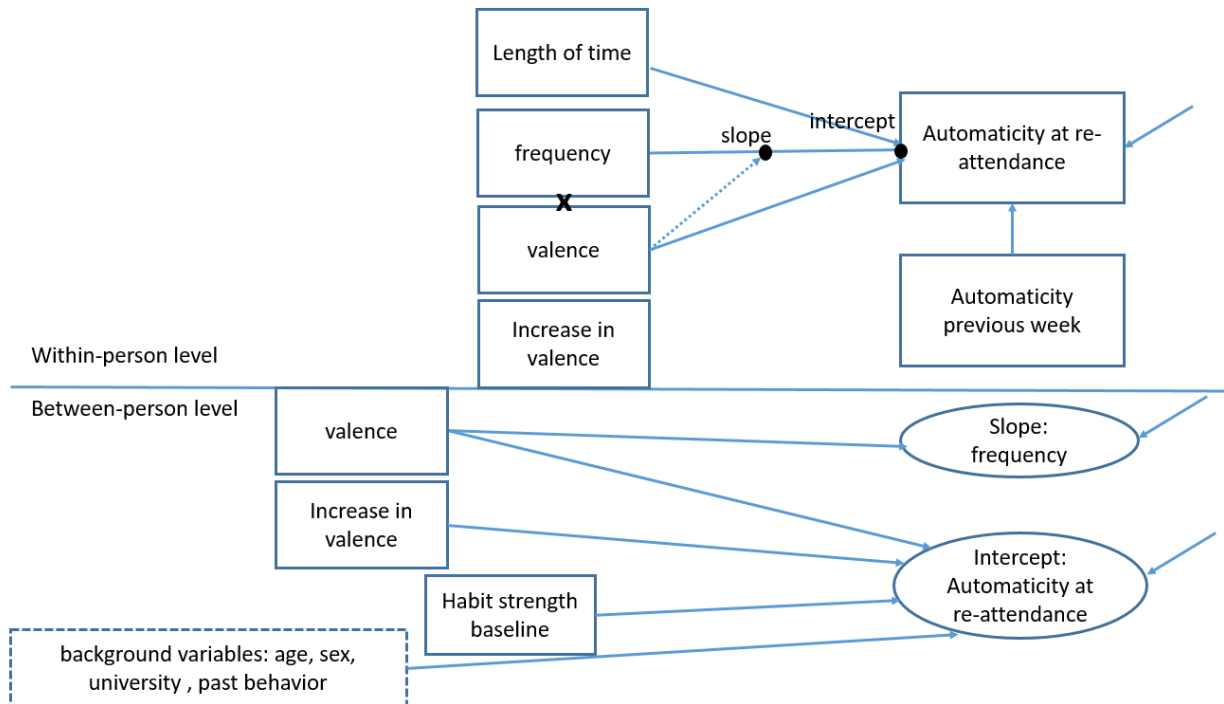 Length of time
frequency
slope
intercept
Automaticity at re-
attendance
x
valence
Increase in
valence
Automaticity
previous week
Within-person level
Between-person level
valence
Slope:
frequency
Increase in
valence
Intercept:
Automaticity at
re-attendance
Habit strength
baseline
background variables: age, sex,
university , past behavior